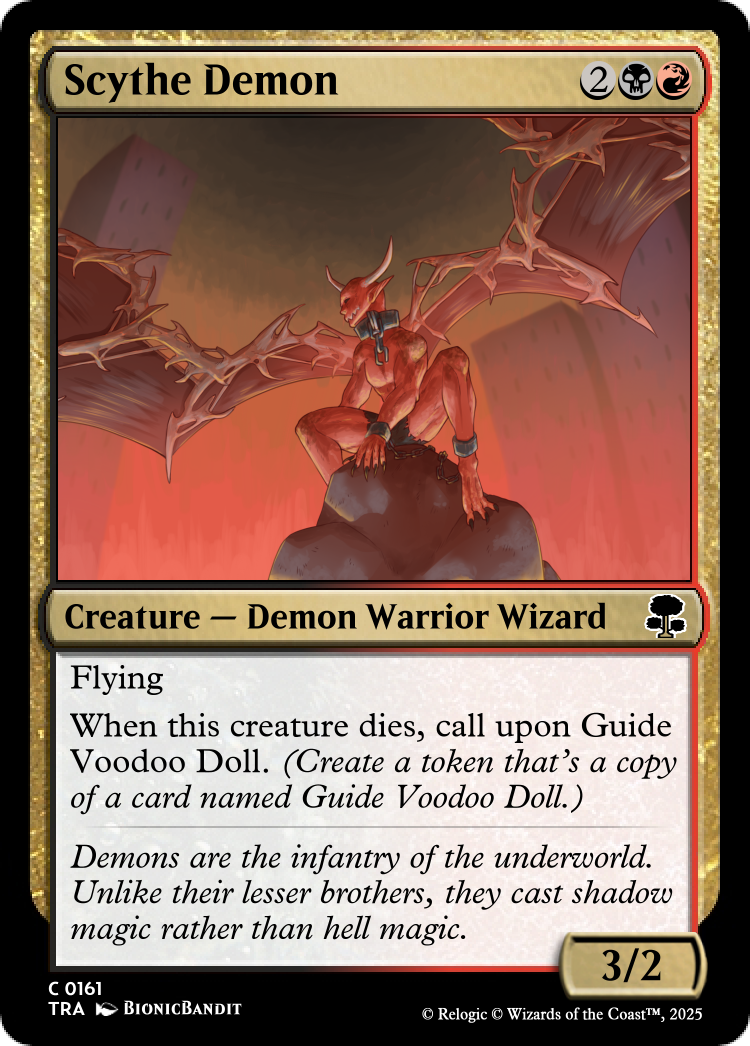 Scythe Demon 2
Creature — Demon Warrior Wizard
Flying
When this creature dies, call upon Guide
Voodoo Doll. (Create a token that's a copy
of a card named Guide Voodoo Doll.)
Demons are the infantry of the underworld.
Unlike their lesser brothers, they cast shadow
magic rather than hell magic.
3/2
C 0161
TRA BionicBandit
© Relogic © Wizards of the Coast™, 2025